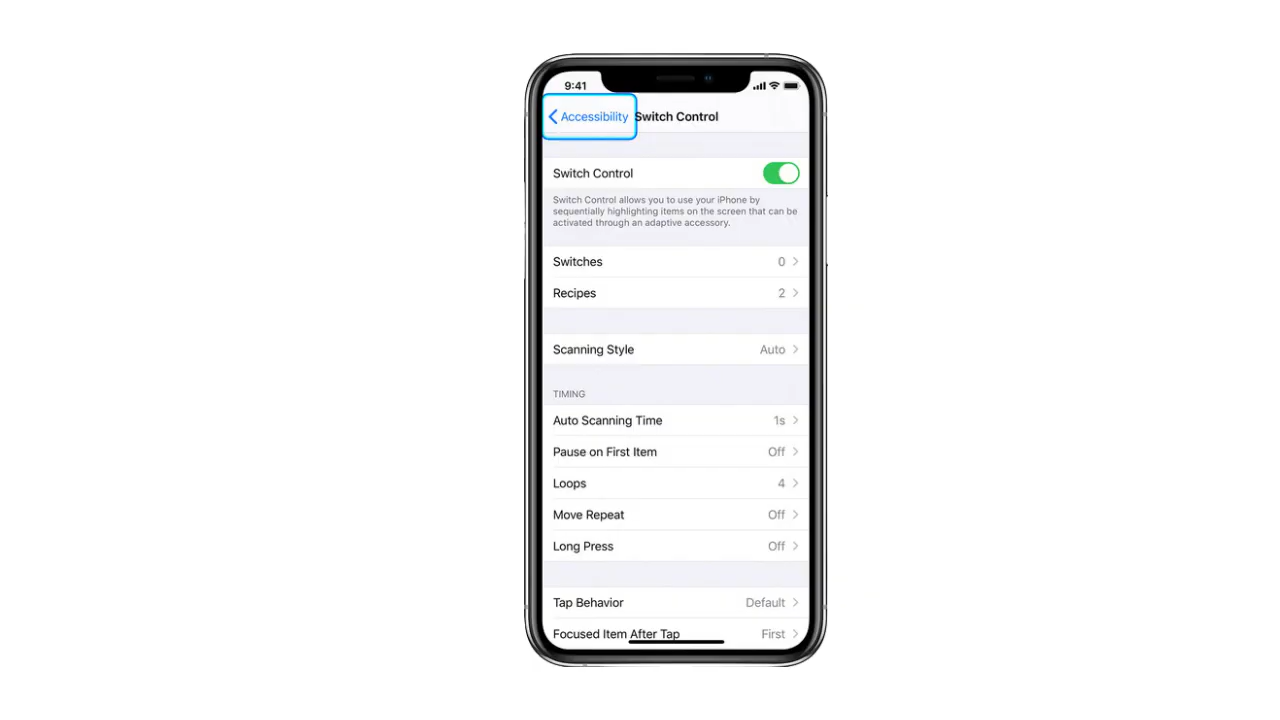 9:41
Accessibility Switch Control
Switch Control
Switch Control allows you to use your iPhone by
sequentially highlighting items on the screen that can be
activated through an adaptive accessory.
Switches 0
Recipes 2
Scanning Style Auto
TIMING
Auto Scanning Time 1s
Pause on First Item Off
Loops 4
Move Repeat Off
Long Press Off
Tap Behavior Default
Focused Item After Tap First